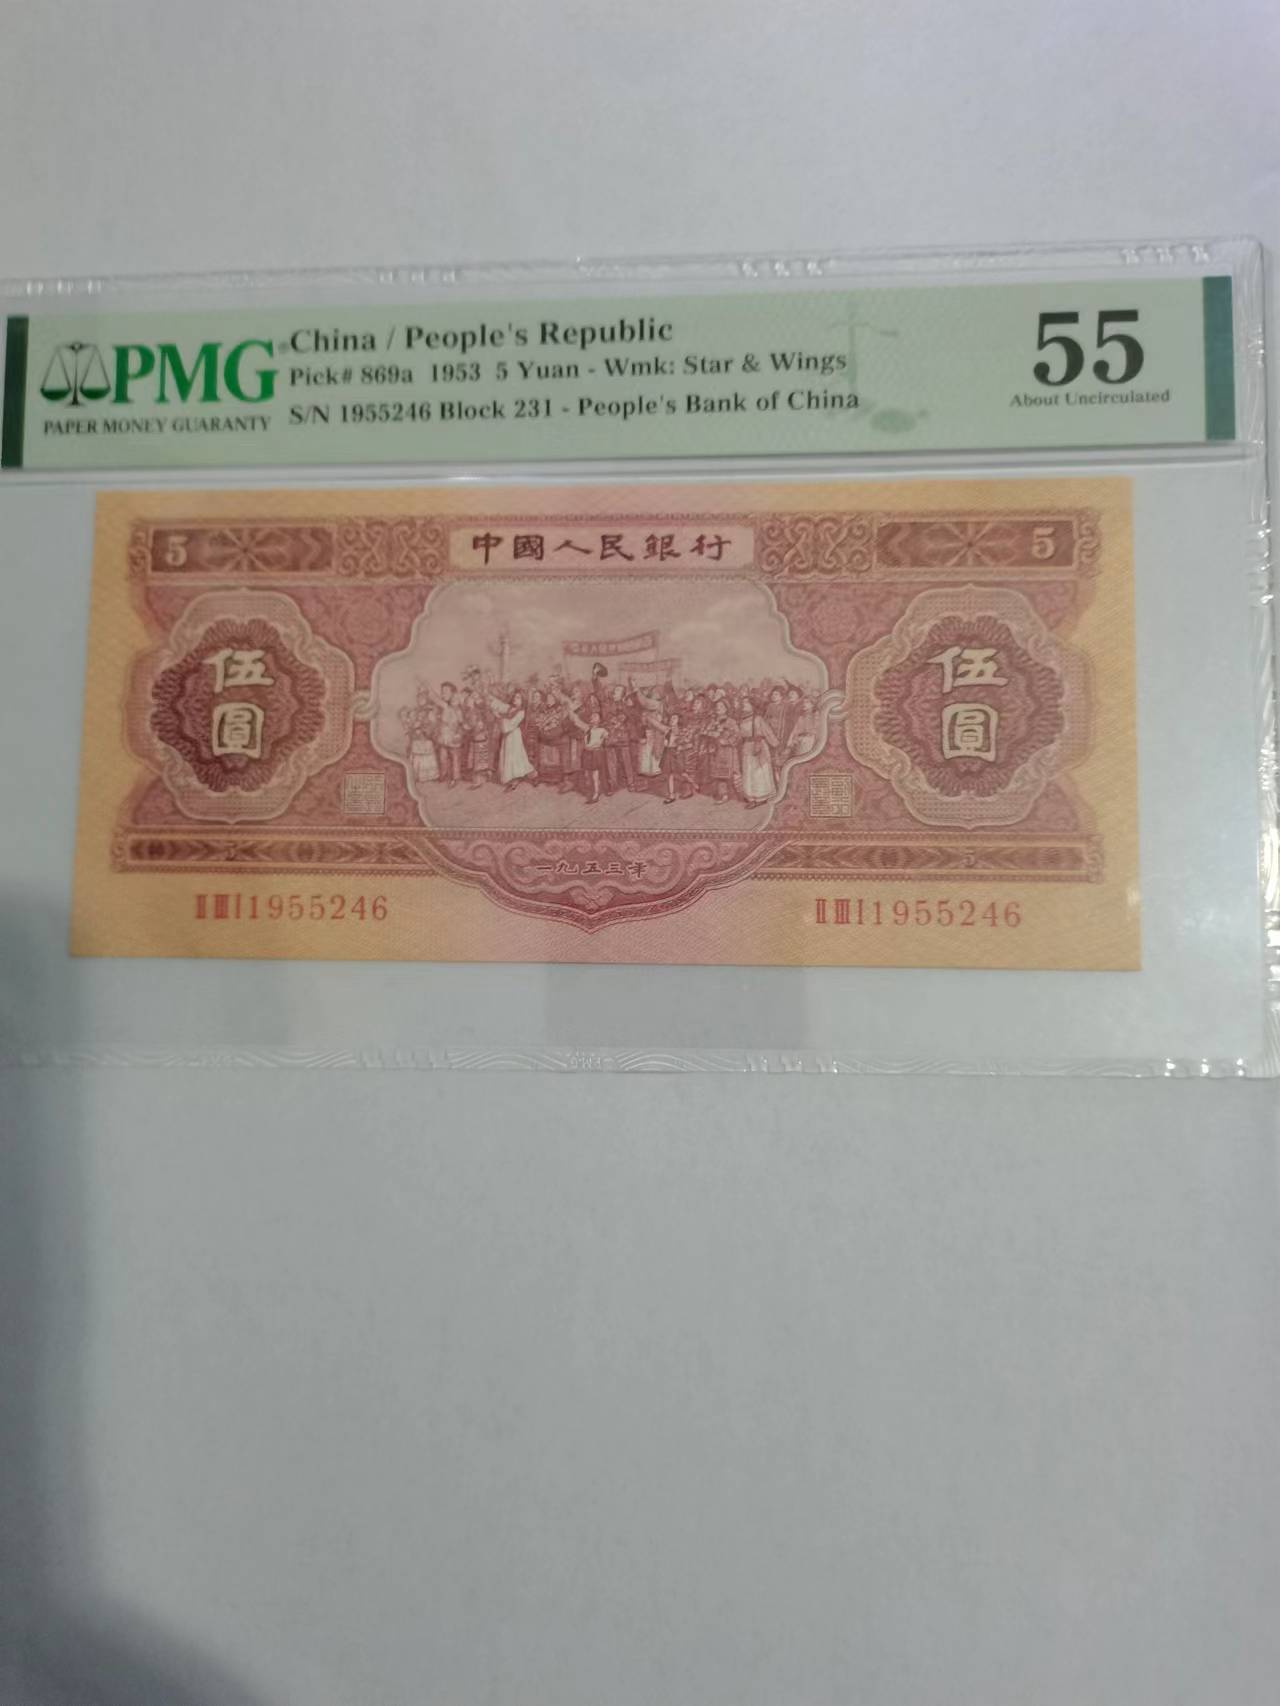 PMG
PAPER MONEY GUARANTY
China / People's Republic
Pick# 869a 1953 5 Yuan - Wmk: Star & Wings
S/N 1955246 Block 231 - People's Bank of China
55
About Uncirculated
5 中國人民銀行 5
伍圓 伍圓
一九五三年
5 5
ⅡⅢⅠ1955246 ⅡⅢⅠ1955246